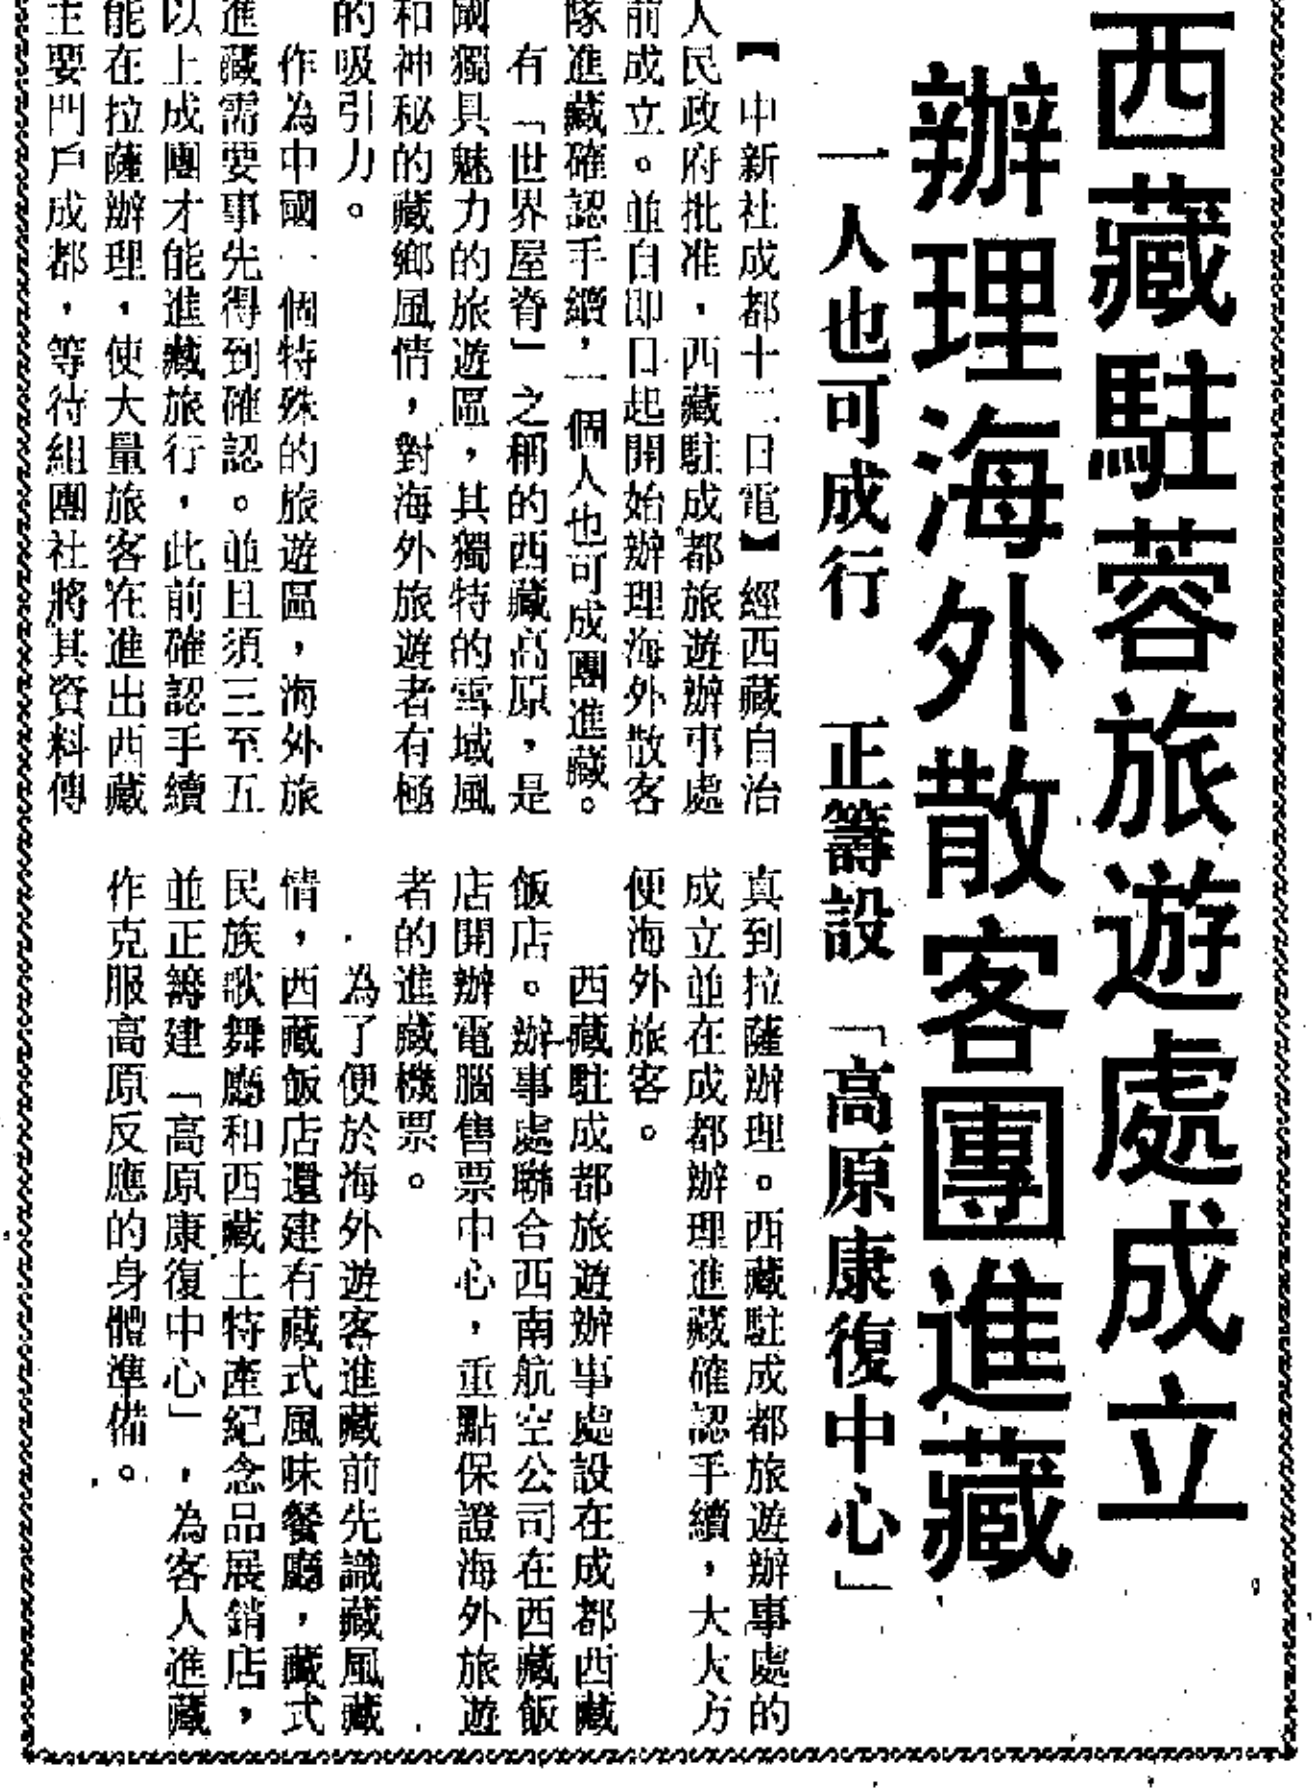 西藏駐蓉旅遊處成立
辦理海外散客團進藏
一人也可成行　正籌設「高原康復中心」
【中新社成都十二日電】經西藏自治
人民政府批准，西藏駐成都旅遊辦事處
前成立。並自即日起開始辦理海外散客
隊進藏確認手續，一個人也可成團進藏。
有「世界屋脊」之稱的西藏高原，是
國獨具魅力的旅遊區，其獨特的雪域風
和神秘的藏鄉風情，對海外旅遊者有極
的吸引力。
作為中國一個特殊的旅遊區，海外旅
進藏需要事先得到確認。並且須三至五
以上成團才能進藏旅行，此前確認手續
能在拉薩辦理，使大量旅客在進出西藏
主要門戶成都，等待組團社將其資料傳
真到拉薩辦理。西藏駐成都旅遊辦事處的
成立並在成都辦理進藏確認手續，大大方
便海外旅客。
西藏駐成都旅遊辦事處設在成都西藏
飯店。辦事處聯合西南航空公司在西藏飯
店開辦電腦售票中心，重點保證海外旅遊
者的進藏機票。
為了便於海外遊客進藏前先識藏風藏
情，西藏飯店還建有藏式風味餐廳，藏式
民族歌舞廳和西藏土特產紀念品展銷店，
並正籌建「高原康復中心」，為客人進藏
作克服高原反應的身體準備。